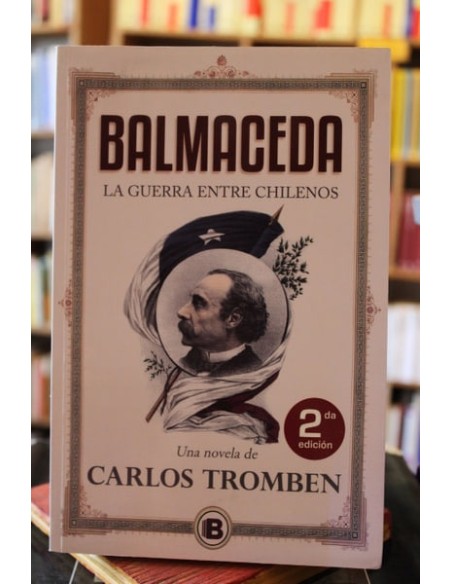 BALMACEDA
LA GUERRA ENTRE CHILENOS
2da
edición
Una novela de
CARLOS TROMBEN
B